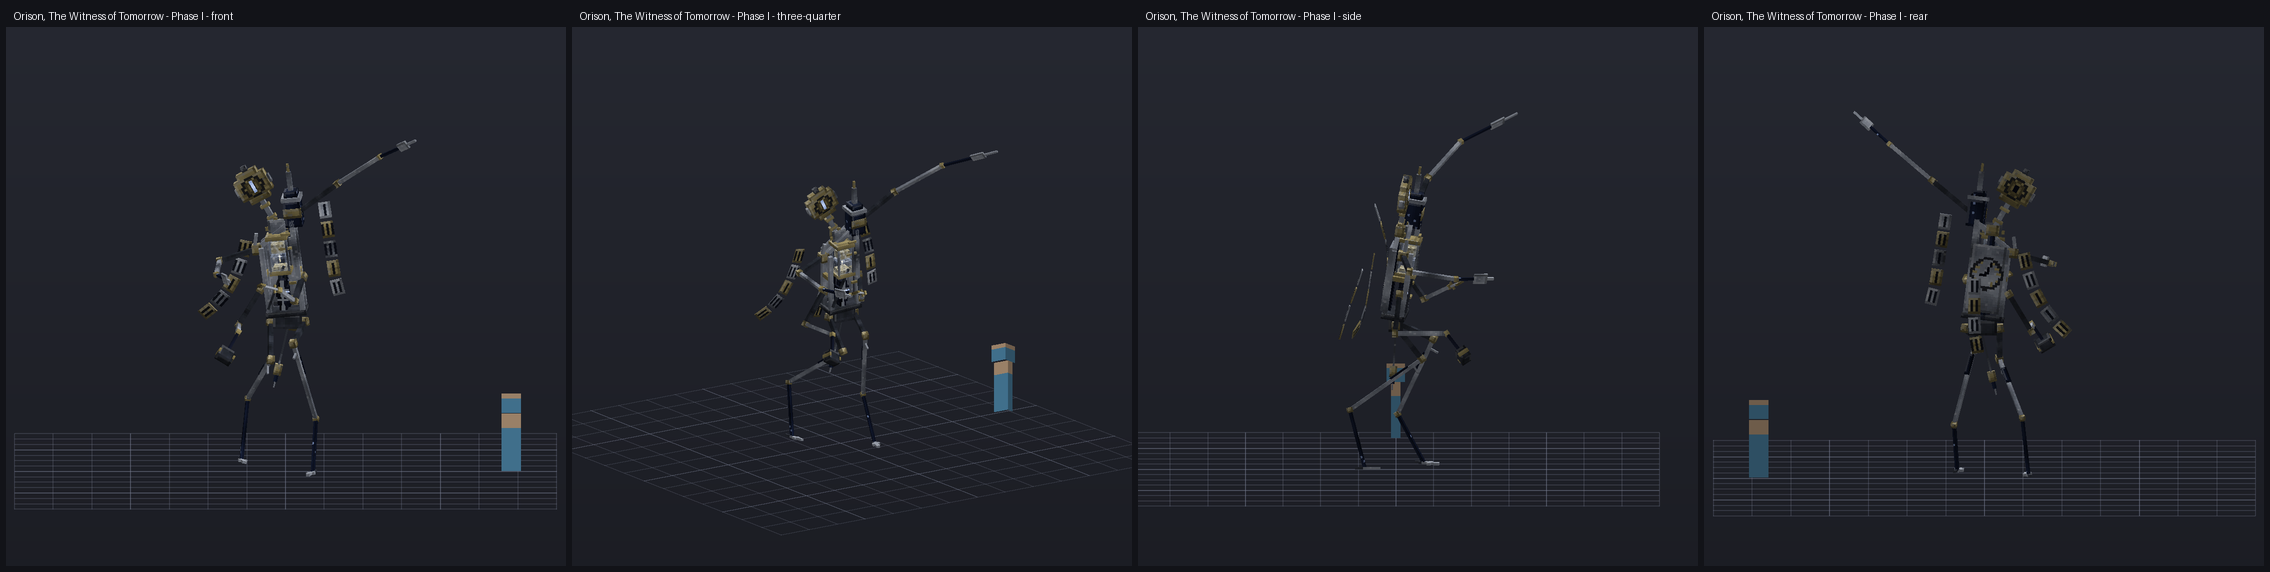 Orison, The Witness of Tomorrow - Phase I - front
Orison, The Witness of Tomorrow - Phase I - three-quarter
Orison, The Witness of Tomorrow - Phase I - side
Orison, The Witness of Tomorrow - Phase I - rear